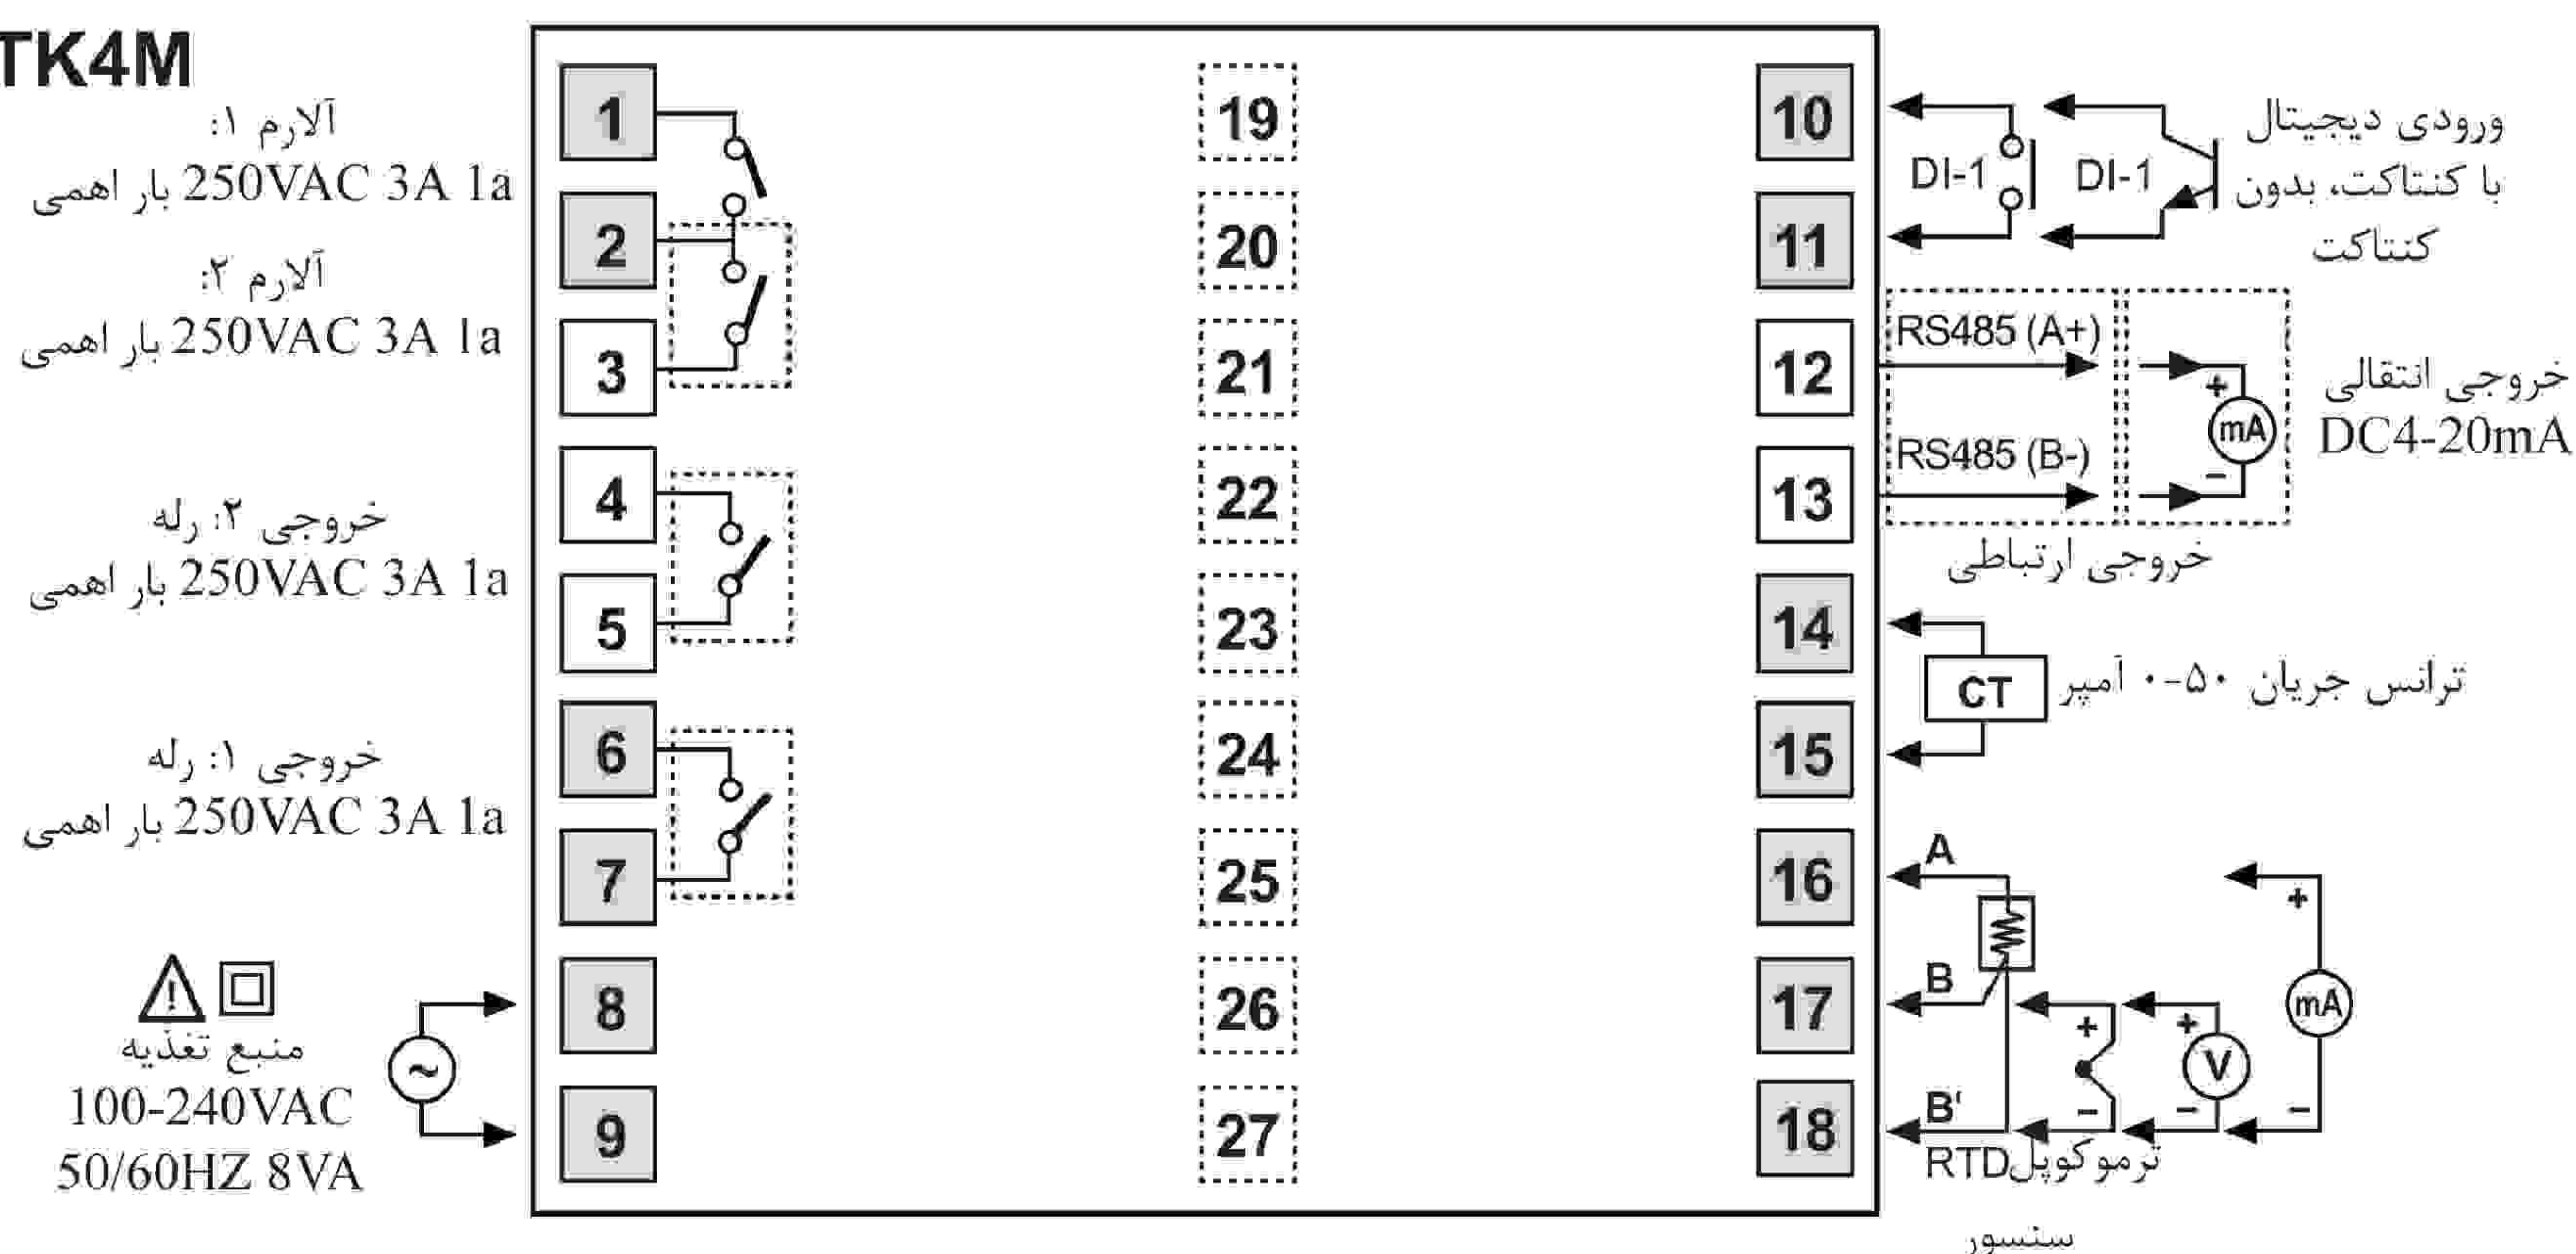 TK4M
آلارم ۱:
250VAC 3A 1a بار اهمی
آلارم ۲:
250VAC 3A 1a بار اهمی
خروجی ۲: رله
250VAC 3A 1a بار اهمی
خروجی ۱: رله
250VAC 3A 1a بار اهمی
!
منبع تغذیه
100-240VAC
50/60HZ 8VA
~
1
2
3
4
5
6
7
8
9
19
20
21
22
23
24
25
26
27
10
11
12
13
14
15
16
17
18
DI-1
DI-1
ورودی دیجیتال
با کنتاکت، بدون
کنتاکت
RS485 (A+)
RS485 (B-)
+
mA
-
خروجی انتقالی
DC4-20mA
خروجی ارتباطی
CT
ترانس جریان ۵۰-۰ آمپر
A
B
B'
+
-
+
V
-
+
mA
-
RTD ترموکوپل
سنسور